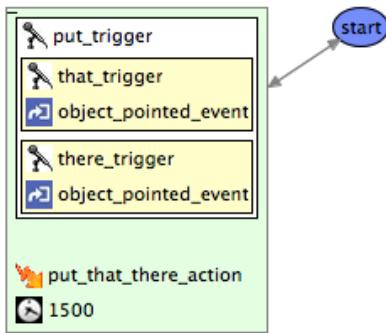 start
put_trigger
that_trigger
object_pointed_event
there_trigger
object_pointed_event
put_that_there_action
1500